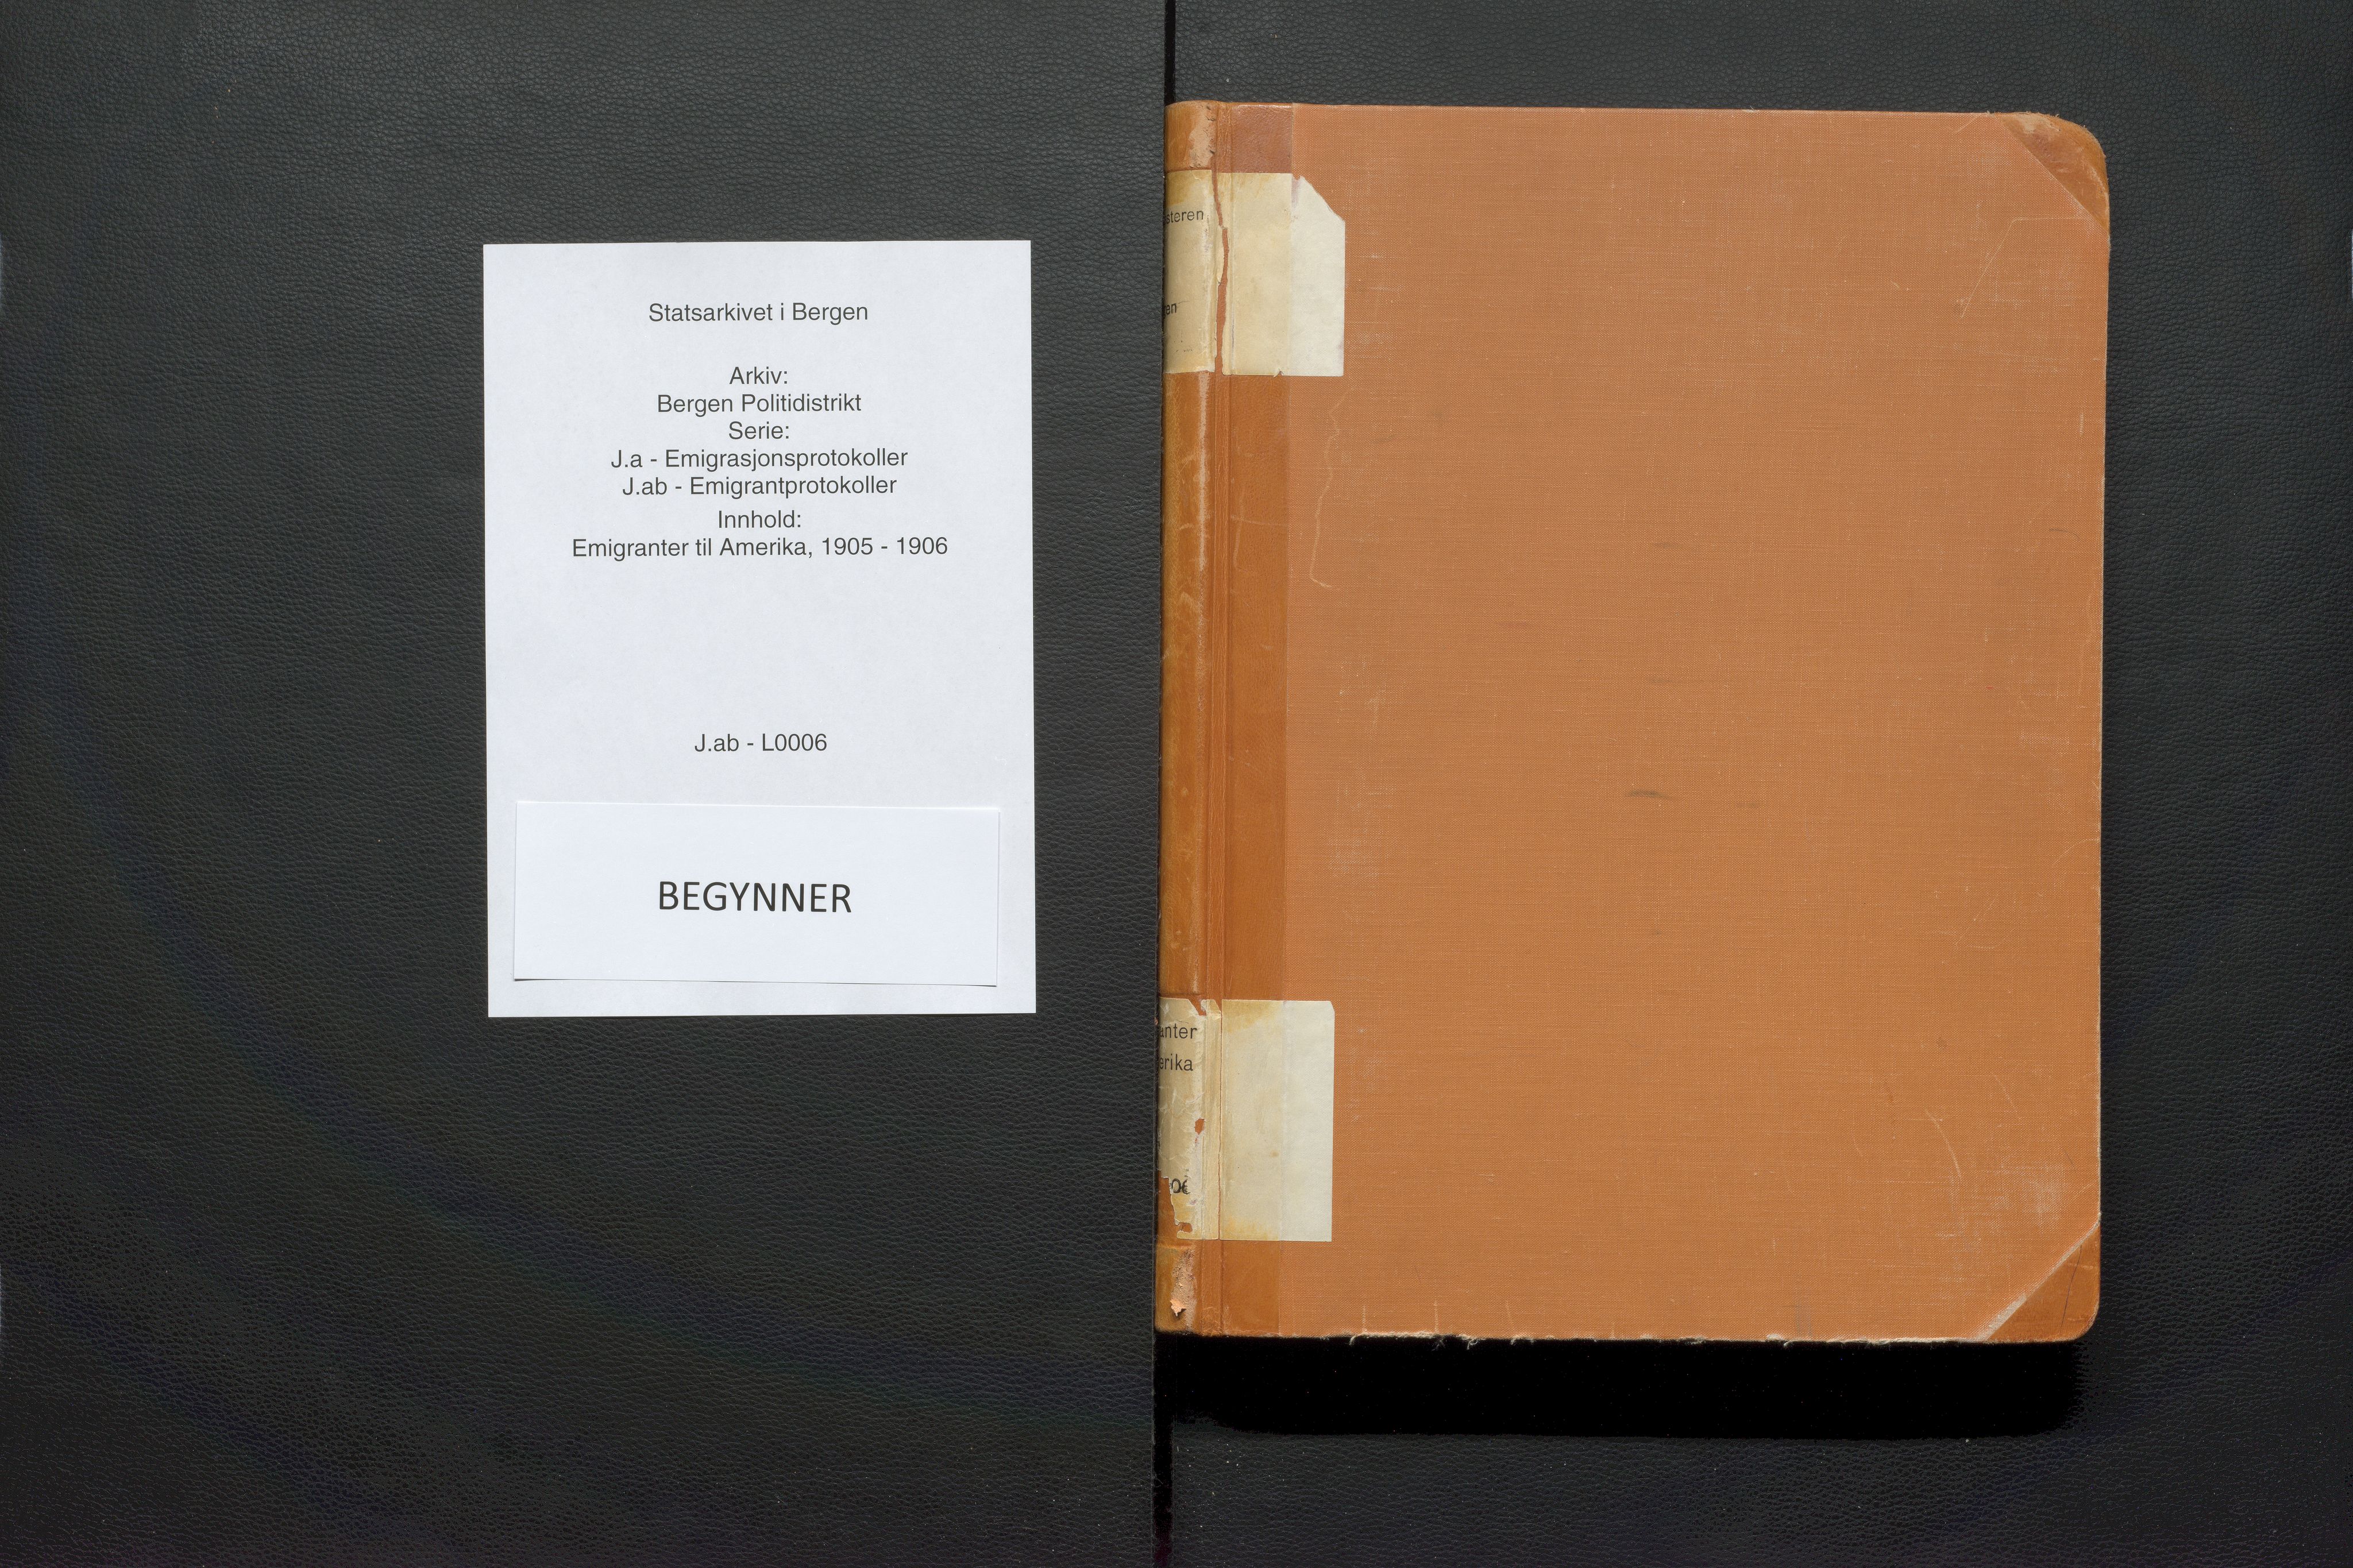 Statsarkivet i Bergen
Arkiv:
Bergen Politidistrikt
Serie:
J.a - Emigrasjonsprotokoller
J.ab - Emigrantprotokoller
Innhold:
Emigranter til Amerika, 1905 - 1906
J.ab - L0006
BEGYNNER
steren
en
anter
erika